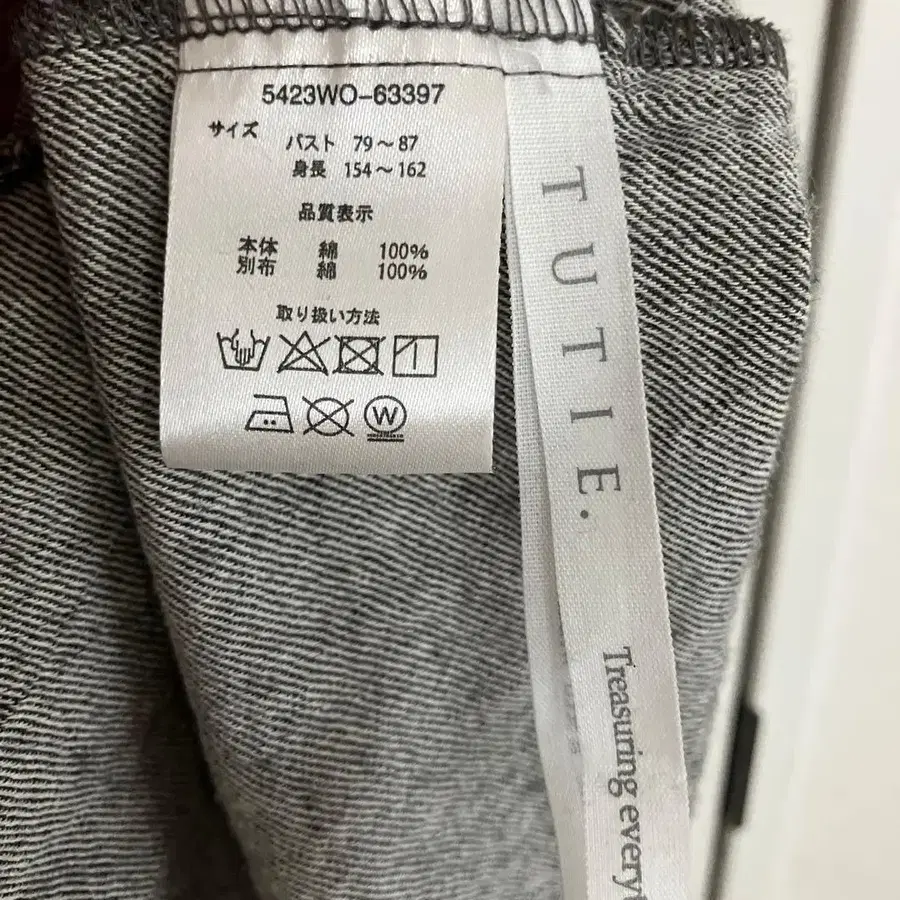 5423WO-63397
サイズ
バスト 79～87
身長 154～162
品質表示
本体 綿 100%
別布 綿 100%
取り扱い方法
W
TUTIE.
Treasuring every